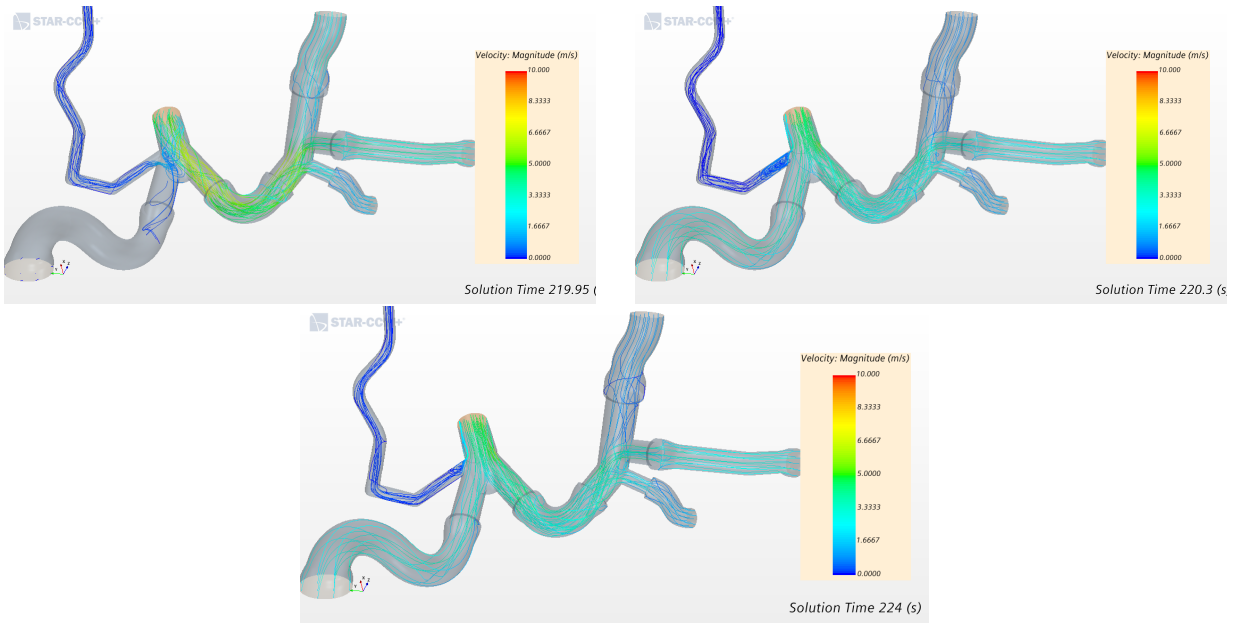 STAR-CCM+
Velocity: Magnitude (m/s)
10.000
8.3333
6.6667
5.0000
3.3333
1.6667
0.0000
Solution Time 219.95 (
STAR-CCM+
Velocity: Magnitude (m/s)
10.000
8.3333
6.6667
5.0000
3.3333
1.6667
0.0000
Solution Time 220.3 (s
STAR-CCM+
Velocity: Magnitude (m/s)
10.000
8.3333
6.6667
5.0000
3.3333
1.6667
0.0000
Solution Time 224 (s)